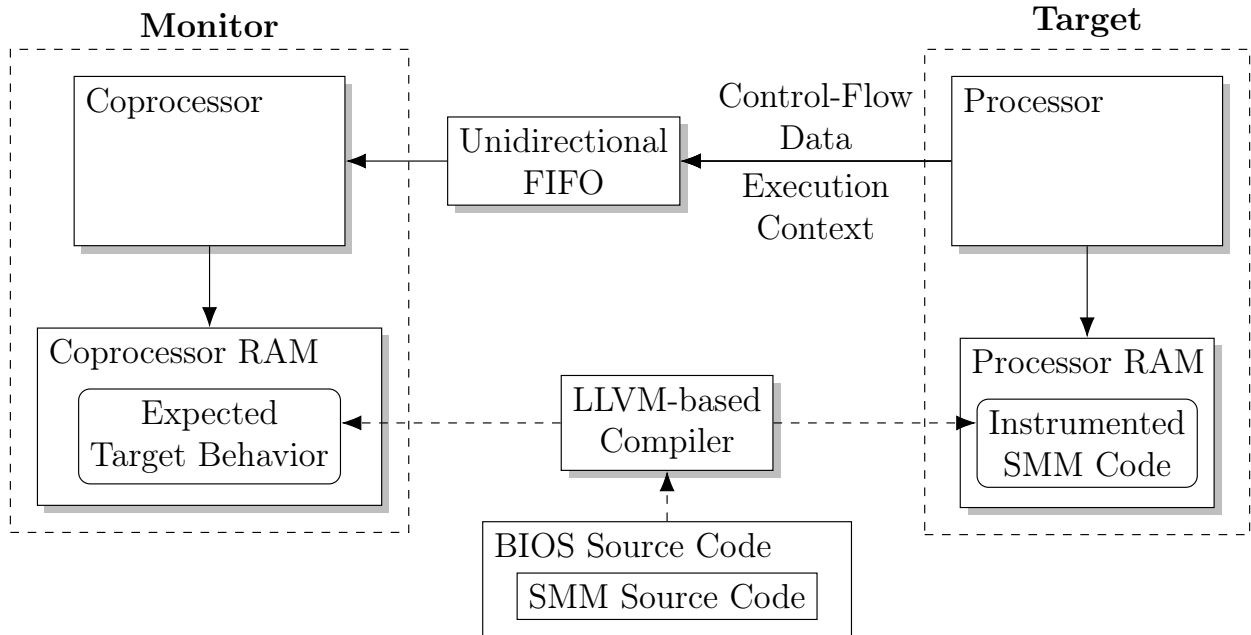 Monitor
Target
Coprocessor
Processor
Control-Flow
Data
Unidirectional
FIFO
Execution
Context
Coprocessor RAM
Expected
Target Behavior
LLVM-based
Compiler
Processor RAM
Instrumented
SMM Code
BIOS Source Code
SMM Source Code